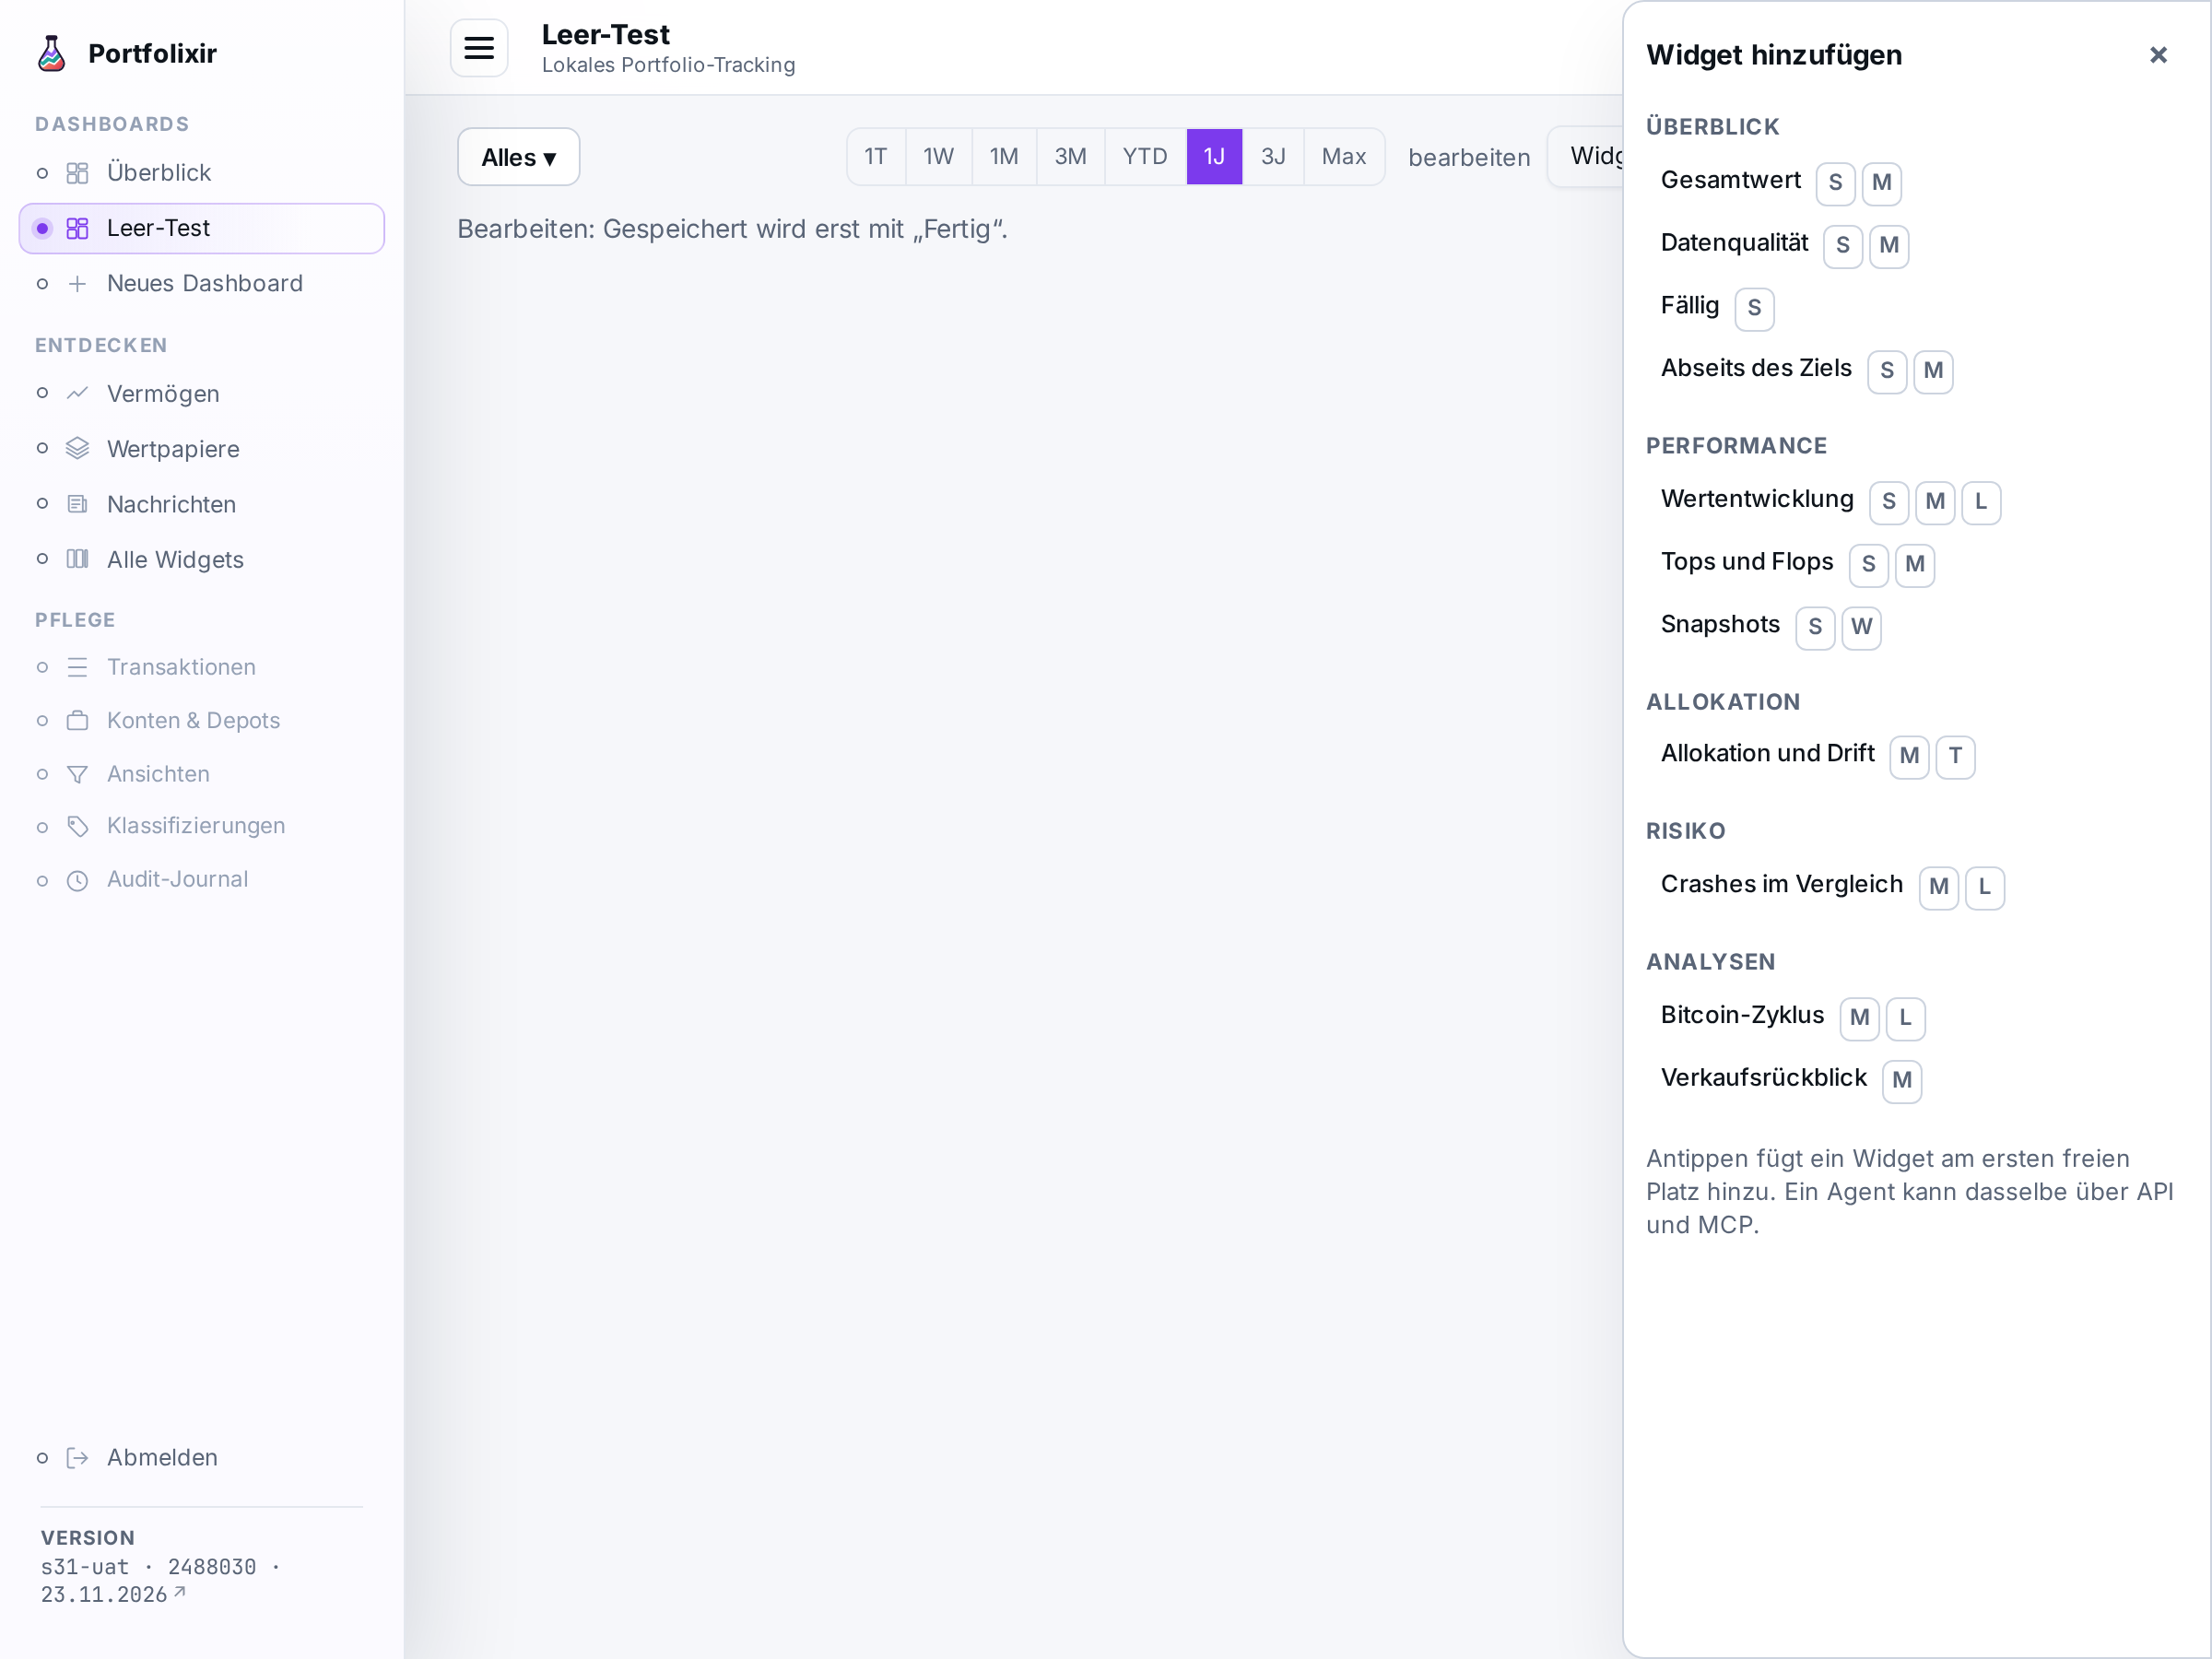 Portfolixir
DASHBOARDS
Überblick
Leer-Test
Neues Dashboard
ENTDECKEN
Vermögen
Wertpapiere
Nachrichten
Alle Widgets
PFLEGE
Transaktionen
Konten & Depots
Ansichten
Klassifizierungen
Audit-Journal
Abmelden
VERSION
s31-uat · 2488030 ·
23.11.2026↗
Leer-Test
Lokales Portfolio-Tracking
Alles ▾
1T 1W 1M 3M YTD 1J 3J Max bearbeiten
Bearbeiten: Gespeichert wird erst mit „Fertig“.
Widget hinzufügen ×
ÜBERBLICK
Gesamtwert S M
Datenqualität S M
Fällig S
Abseits des Ziels S M
PERFORMANCE
Wertentwicklung S M L
Tops und Flops S M
Snapshots S W
ALLOKATION
Allokation und Drift M T
RISIKO
Crashes im Vergleich M L
ANALYSEN
Bitcoin-Zyklus M L
Verkaufsrückblick M
Antippen fügt ein Widget am ersten freien
Platz hinzu. Ein Agent kann dasselbe über API
und MCP.